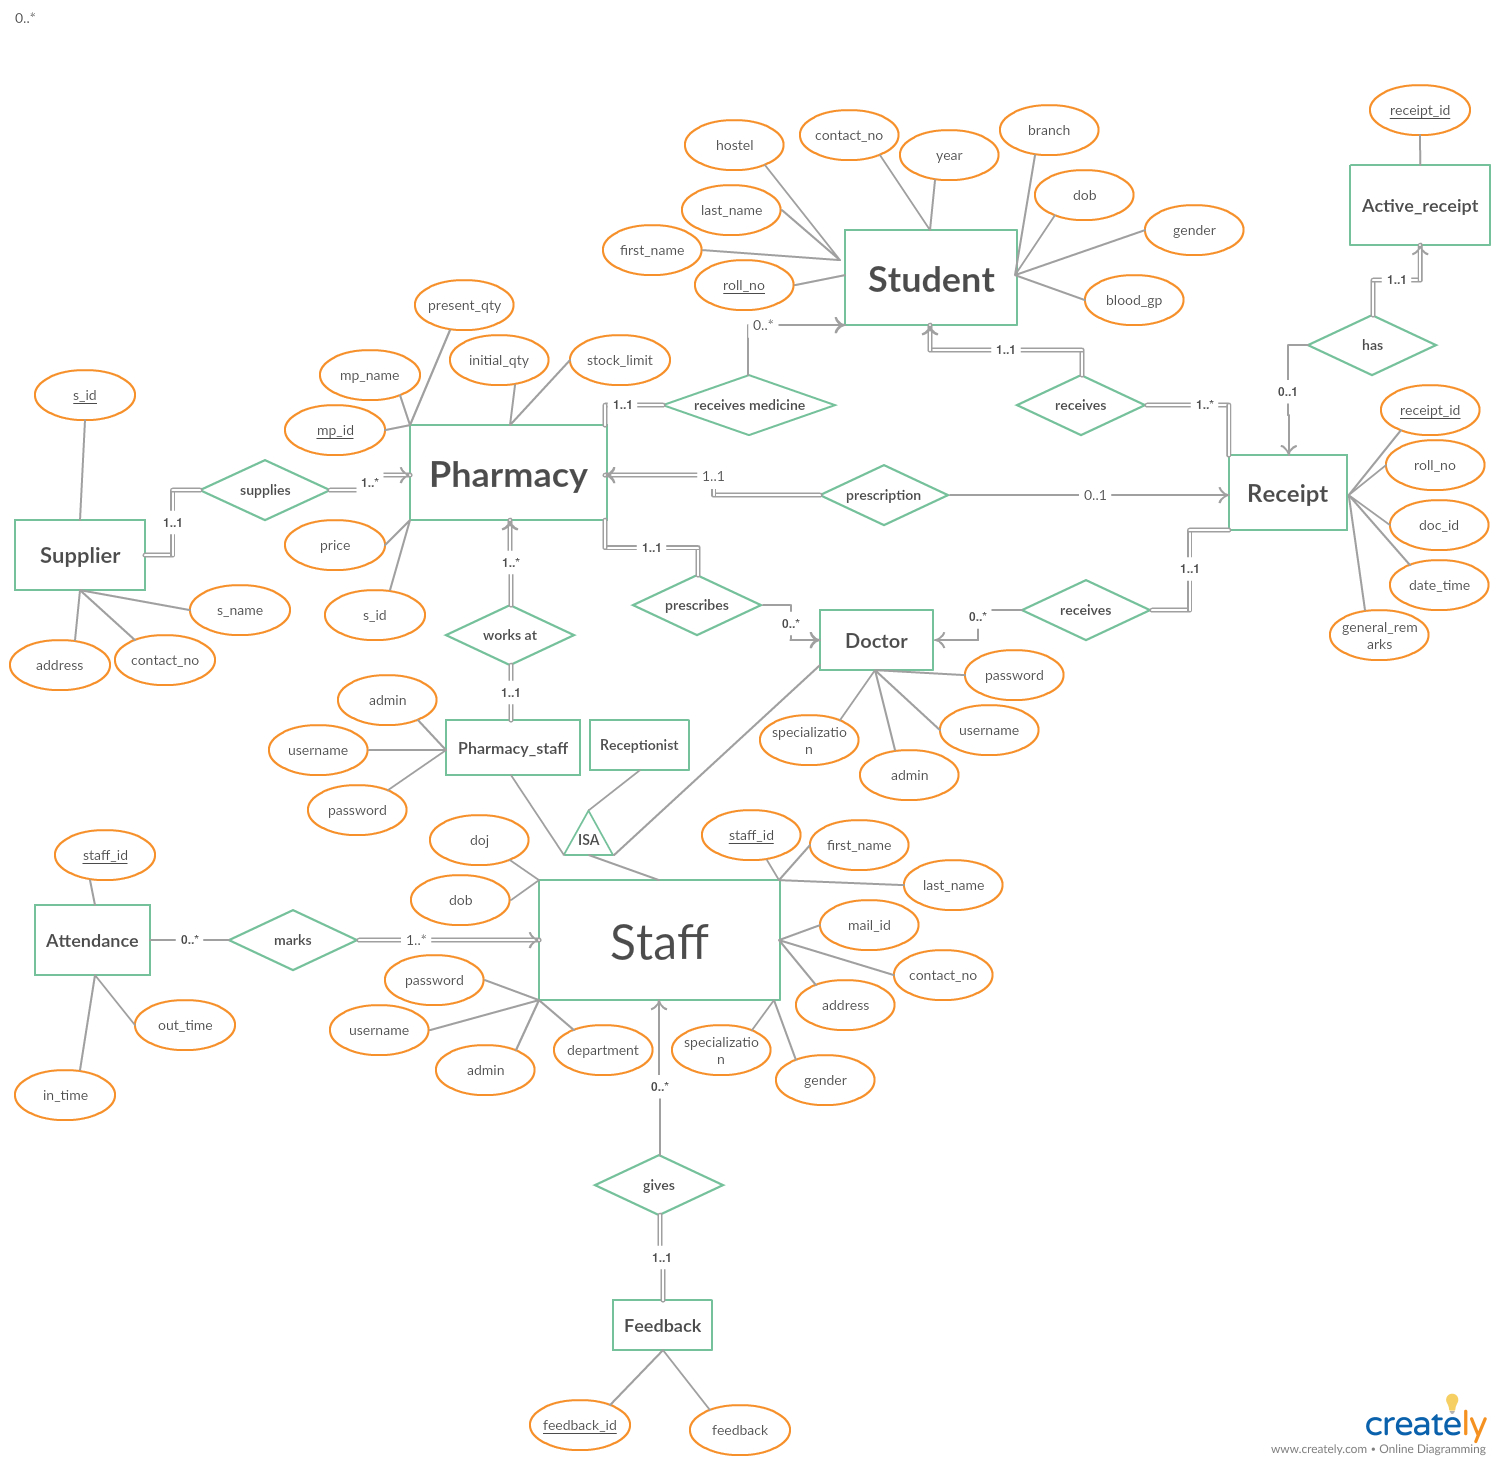 0..*
receipt_id
branch
contact_no
hostel
year
dob
Active_receipt
last_name
gender
first_name
Student
roll_no
blood_gp
1..1
present_qty
0..*
has
1..1
initial_qty
stock_limit
mp_name
s_id
0..1
1..1
receives medicine
receives
1..*
receipt_id
mp_id
roll_no
Pharmacy
1..1
supplies
1..*
prescription
0..1
Receipt
1..1
doc_id
price
1..1
Supplier
1..*
1..1
date_time
s_name
prescribes
receives
s_id
0..*
0..*
general_rem
arks
works at
Doctor
address
contact_no
password
1..1
admin
specializatio
n
username
username
Pharmacy_staff
Receptionist
admin
password
doj
ISA
staff_id
first_name
staff_id
last_name
dob
mail_id
Attendance
0..*
marks
1..*
Staff
password
contact_no
address
out_time
username
department
specializatio
n
admin
gender
in_time
0..*
gives
1..1
Feedback
feedback_id
feedback
creately
www.creately.com • Online Diagramming